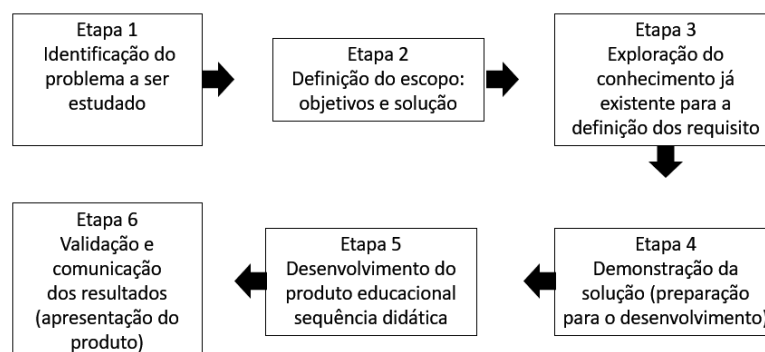 Etapa 1
Identificação do
problema a ser
estudado
Etapa 2
Definição do escopo:
objetivos e solução
Etapa 3
Exploração do
conhecimento já
existente para a
definição dos requisito
Etapa 4
Demonstração da
solução (preparação
para o desenvolvimento)
Etapa 5
Desenvolvimento do
produto educacional
sequência didática
Etapa 6
Validação e
comunicação
dos resultados
(apresentação do
produto)